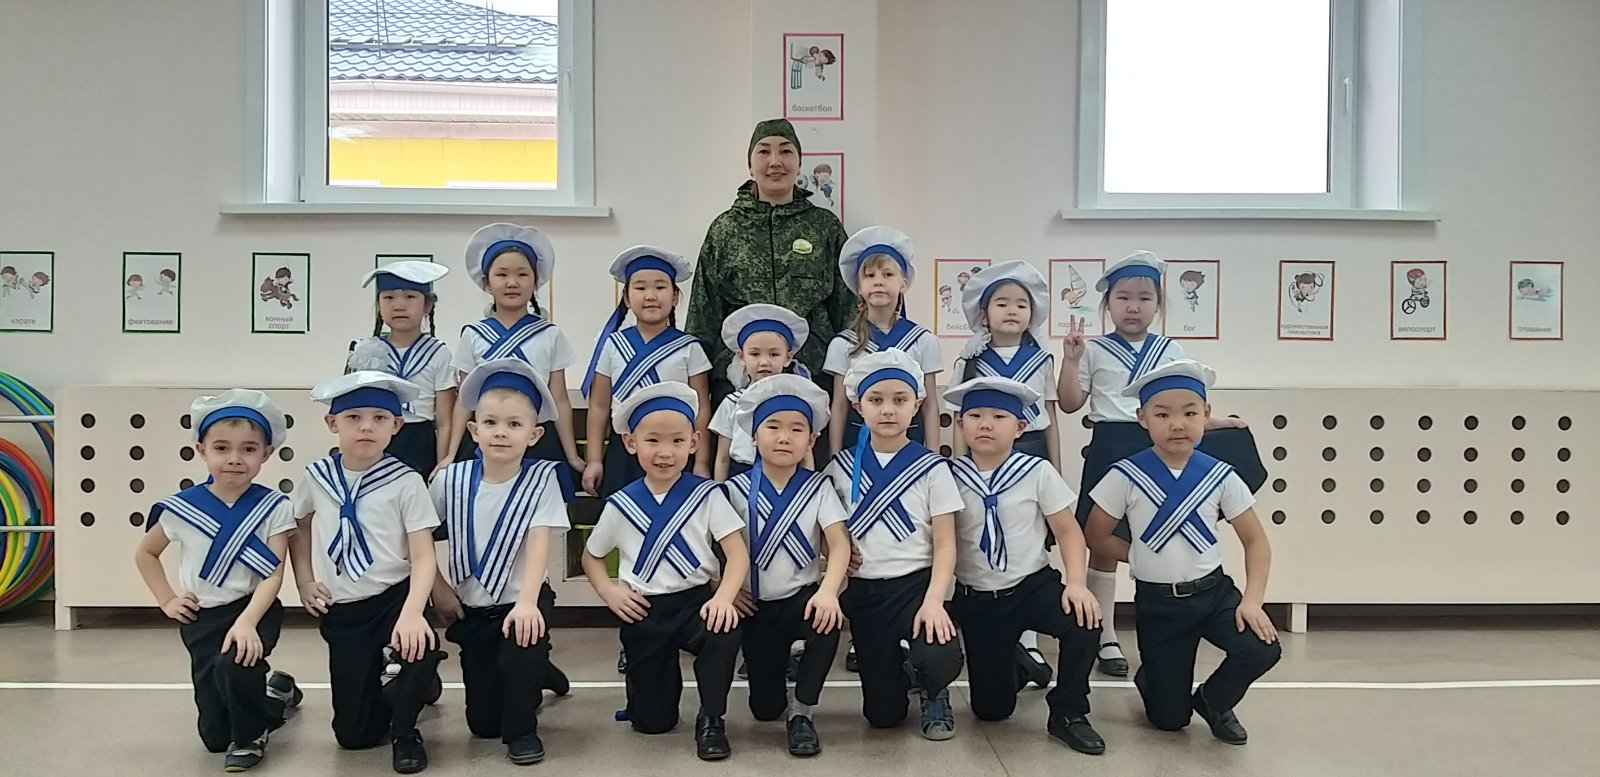 баскетбол
карате
фехтование
конный
спорт
бег
художественная
гимнастика
велоспорт
плавание